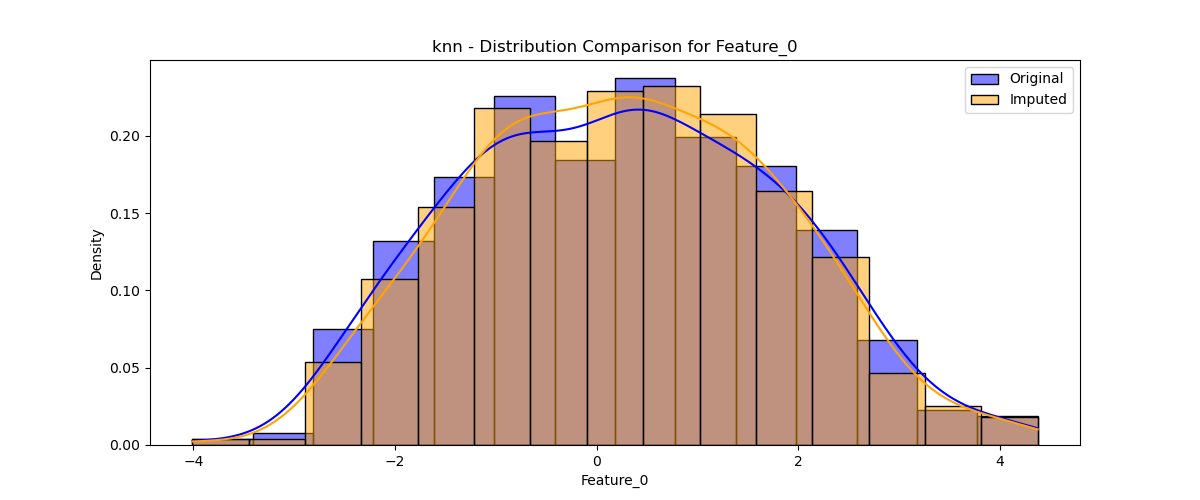 knn - Distribution Comparison for Feature_0
Original
Imputed
Density
0.20
0.15
0.10
0.05
0.00
−4
−2
0
2
4
Feature_0